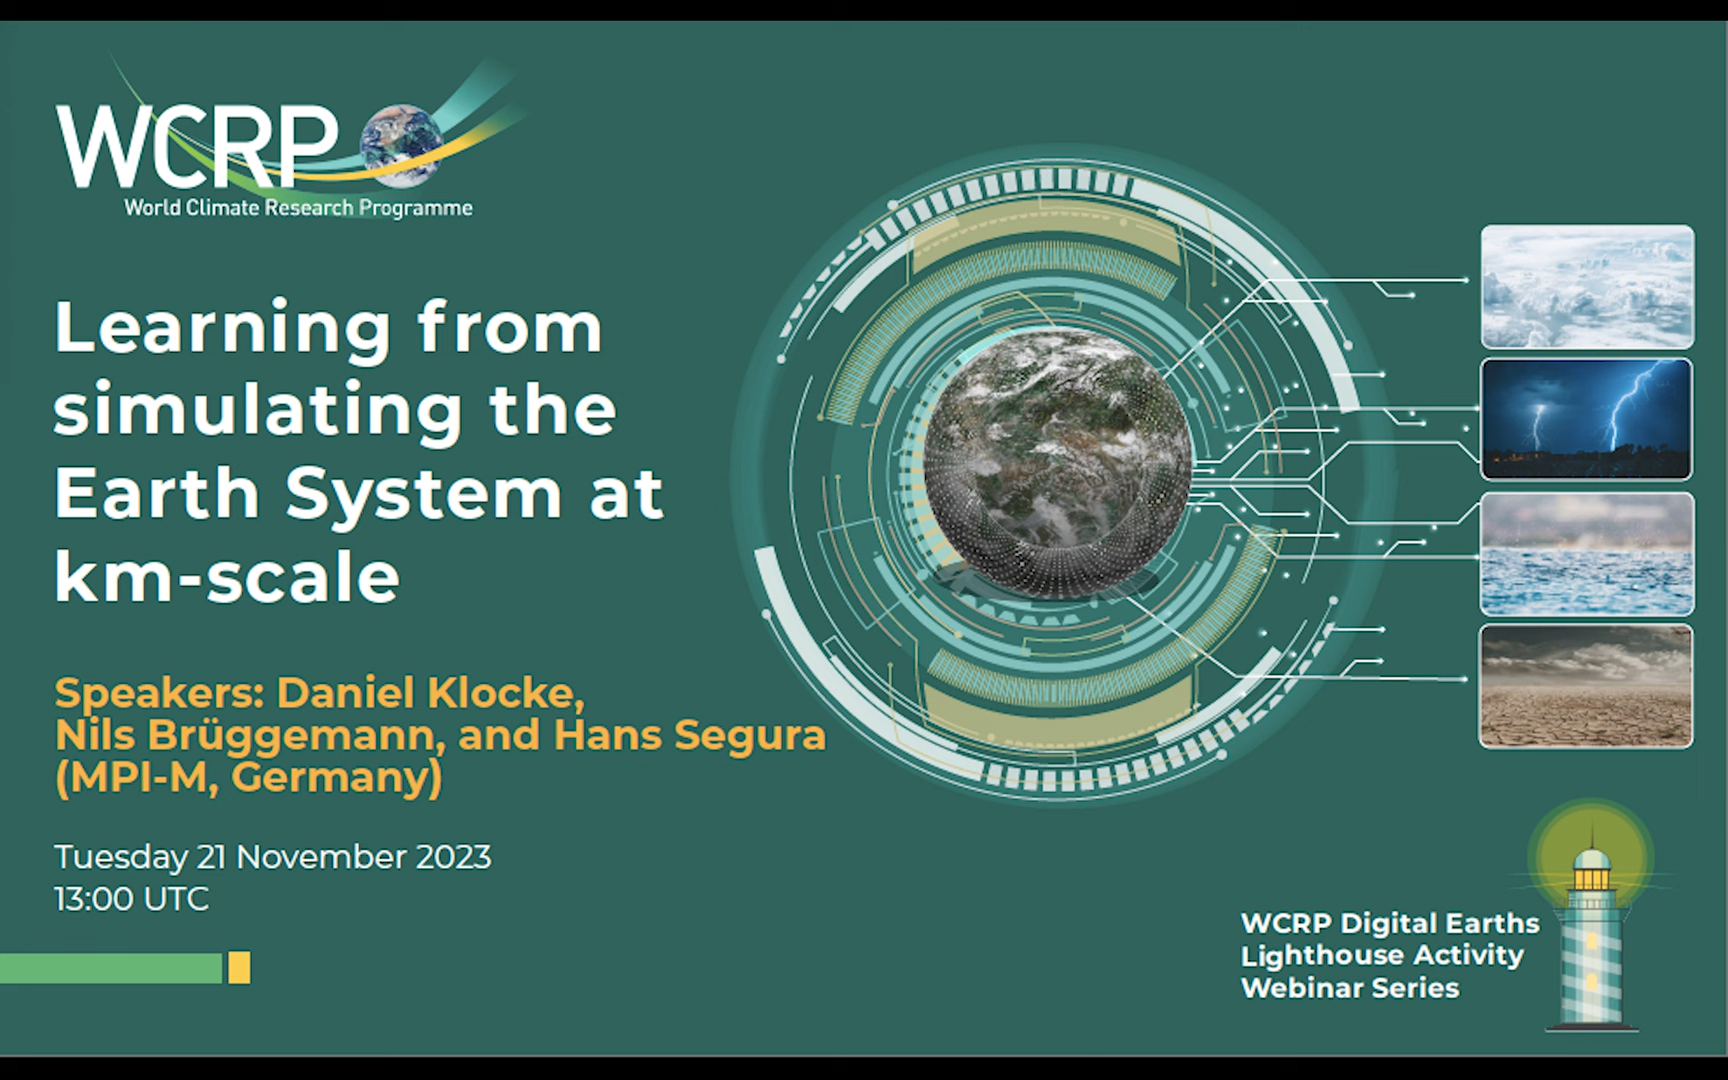 WCRP
World Climate Research Programme
Learning from
simulating the
Earth System at
km-scale
Speakers: Daniel Klocke,
Nils Brüggemann, and Hans Segura
(MPI-M, Germany)
Tuesday 21 November 2023
13:00 UTC
WCRP Digital Earths
Lighthouse Activity
Webinar Series